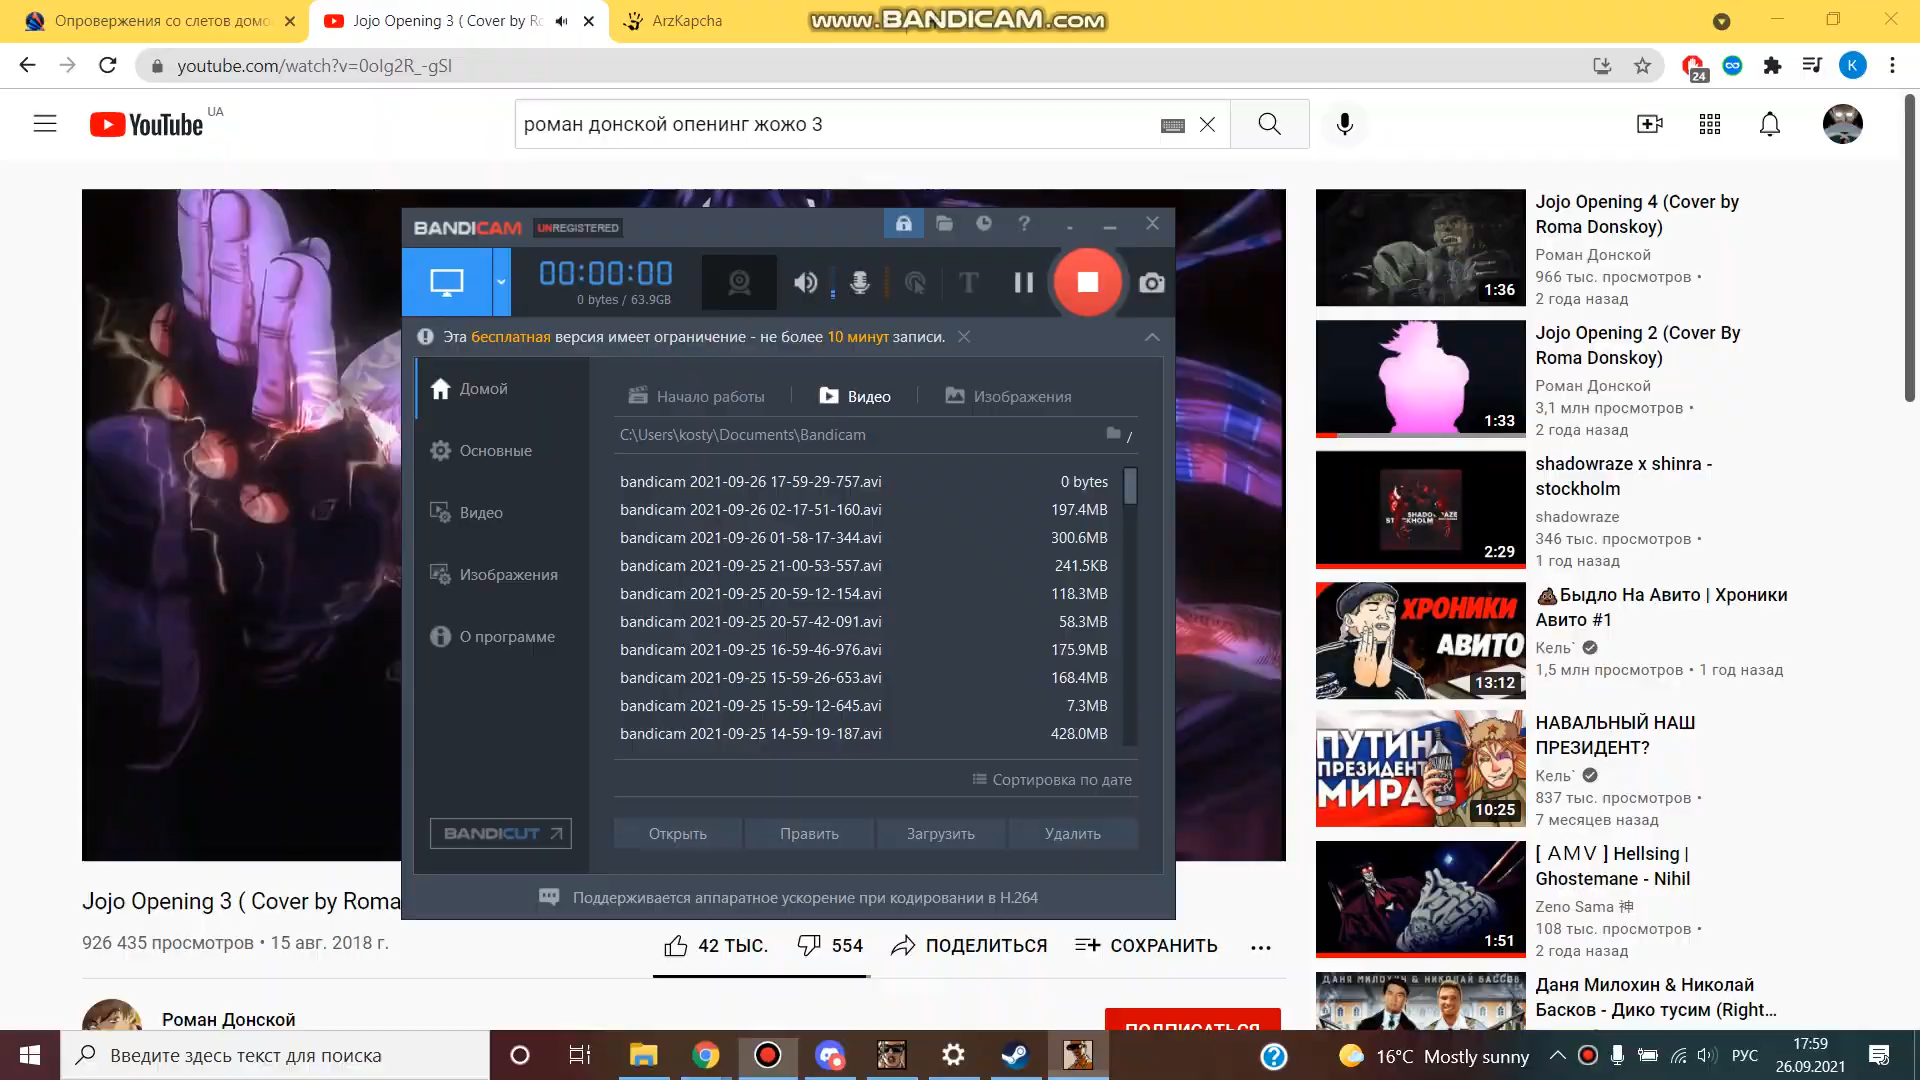 Опровержения со слетов домо
Jojo Opening 3 ( Cover by Ro
ArzKapcha
www.BANDICAM.com
youtube.com/watch?v=0oIg2R_-gSI
24
K
YouTube
UA
роман донской опенинг жожо 3
BANDICAM
UNREGISTERED
00:00:00
0 bytes / 63.9GB
Эта бесплатная версия имеет ограничение - не более 10 минут записи.
Домой
Основные
Видео
Изображения
О программе
BANDICUT
Начало работы
Видео
Изображения
C:\Users\kosty\Documents\Bandicam
/
bandicam 2021-09-26 17-59-29-757.avi 0 bytes
bandicam 2021-09-26 02-17-51-160.avi 197.4MB
bandicam 2021-09-26 01-58-17-344.avi 300.6MB
bandicam 2021-09-25 21-00-53-557.avi 241.5KB
bandicam 2021-09-25 20-59-12-154.avi 118.3MB
bandicam 2021-09-25 20-57-42-091.avi 58.3MB
bandicam 2021-09-25 16-59-46-976.avi 175.9MB
bandicam 2021-09-25 15-59-26-653.avi 168.4MB
bandicam 2021-09-25 15-59-12-645.avi 7.3MB
bandicam 2021-09-25 14-59-19-187.avi 428.0MB
Сортировка по дате
Открыть
Править
Загрузить
Удалить
Поддерживается аппаратное ускорение при кодировании в H.264
Jojo Opening 3 ( Cover by Roma
926 435 просмотров • 15 авг. 2018 г.
42 ТЫС.
554
ПОДЕЛИТЬСЯ
СОХРАНИТЬ
Роман Донской
ПОДПИСАТЬСЯ
1:36
Jojo Opening 4 (Cover by
Roma Donskoy)
Роман Донской
966 тыс. просмотров •
2 года назад
1:33
Jojo Opening 2 (Cover By
Roma Donskoy)
Роман Донской
3,1 млн просмотров •
2 года назад
2:29
shadowraze x shinra -
stockholm
shadowraze
346 тыс. просмотров •
1 год назад
ХРОНИКИ
АВИТО
13:12
Быдло На Авито | Хроники
Авито #1
Кель`
1,5 млн просмотров • 1 год назад
ПУТИН
ПРЕЗИДЕНТ
МИРА
10:25
НАВАЛЬНЫЙ НАШ
ПРЕЗИДЕНТ?
Кель`
837 тыс. просмотров •
7 месяцев назад
1:51
[ AMV ] Hellsing |
Ghostemane - Nihil
Zeno Sama 神
108 тыс. просмотров •
2 года назад
ДАНЯ МИЛОХИН & НИКОЛАЙ БАСКОВ
Даня Милохин & Николай
Басков - Дико тусим (Right...
Введите здесь текст для поиска
16°C Mostly sunny
РУС
17:59
26.09.2021